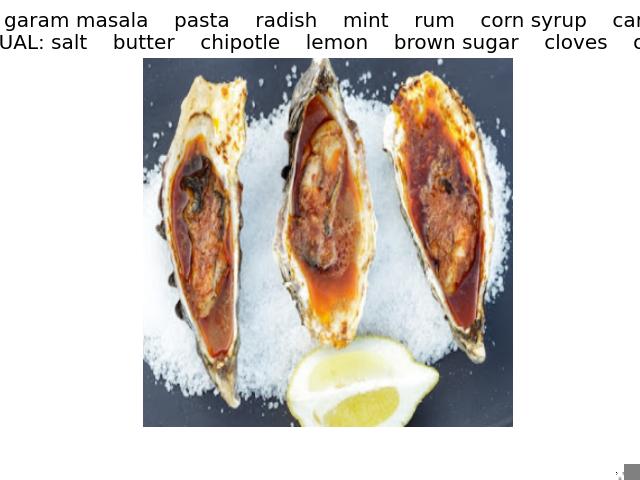 garam masala pasta radish mint rum corn syrup
UAL: salt butter chipotle lemon brown sugar cloves